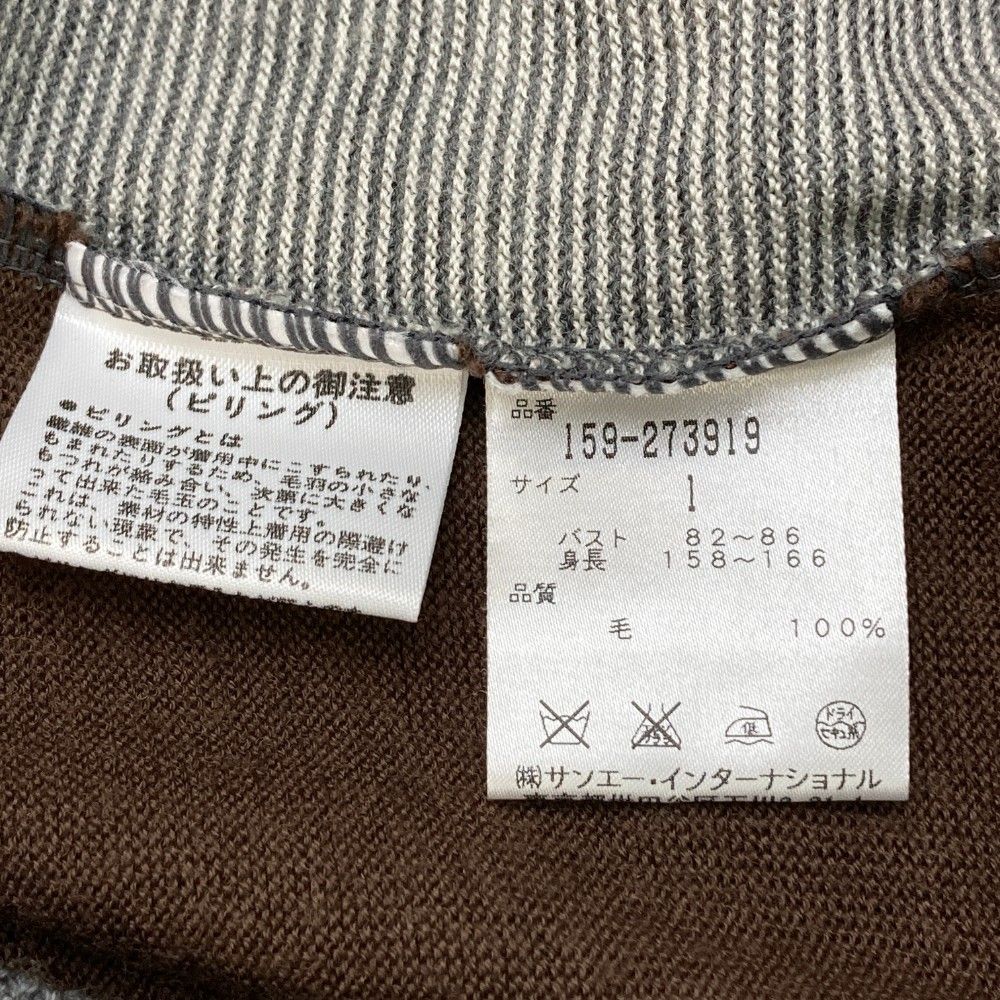 お取扱い上の御注意
(ピリング)
●ピリングとは
繊維の表面が着用中にこすられたり、
もまれたりするため、毛羽の小さな
もつれが絡み合い、次第に大きくな
って出来た毛玉のことです。
これは、素材の特性上着用の際避け
られない現象で、その発生を完全に
防止することは出来ません。
品番
159-273919
サイズ
1
バスト 82～86
身長 158～166
品質
毛 100%
低
ドライ
セキユ系
(株)サンエー・インターナショナル